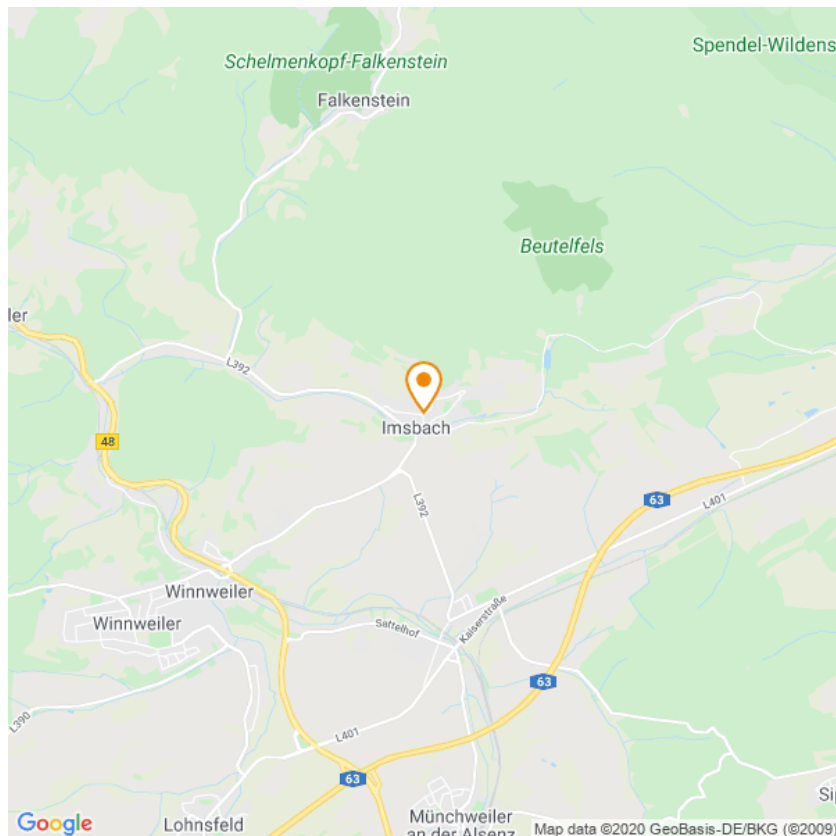 Spendel-Wildens
Schelmenkopf-Falkenstein
Falkenstein
Beutelfels
ler
L392
Imsbach
48
63
L401
L392
Winnweiler
Kaiserstraße
Winnweiler
Sattelhof
63
L390
L401
63
Sip
Münchweiler
an der Alsenz
Lohnsfeld
Google
Map data ©2020 GeoBasis-DE/BKG (©2009)